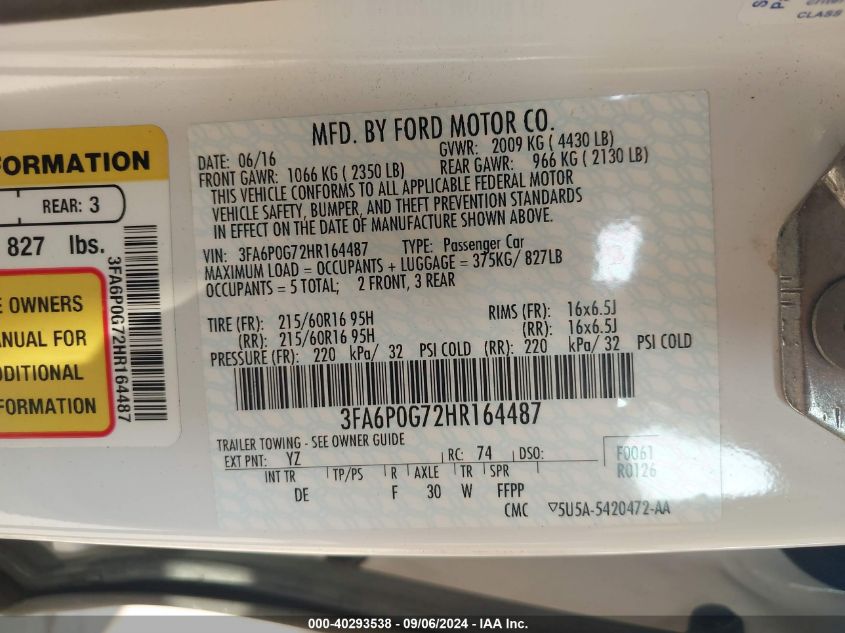 CLASS
FORMATION
REAR: 3
827 lbs.
E OWNERS
ANUAL FOR
DDITIONAL
FORMATION
3FA6P0G72HR164487
MFD. BY FORD MOTOR CO.
DATE: 06/16 GVWR: 2009 KG ( 4430 LB)
FRONT GAWR: 1066 KG ( 2350 LB) REAR GAWR: 966 KG ( 2130 LB)
THIS VEHICLE CONFORMS TO ALL APPLICABLE FEDERAL MOTOR
VEHICLE SAFETY, BUMPER, AND THEFT PREVENTION STANDARDS
IN EFFECT ON THE DATE OF MANUFACTURE SHOWN ABOVE.
VIN: 3FA6P0G72HR164487 TYPE: Passenger Car
MAXIMUM LOAD = OCCUPANTS + LUGGAGE = 375KG/ 827LB
OCCUPANTS = 5 TOTAL; 2 FRONT, 3 REAR
TIRE (FR): 215/60R16 95H RIMS (FR): 16x6.5J
(RR): 215/60R16 95H (RR): 16x6.5J
PRESSURE (FR): 220 kPa/ 32 PSI COLD (RR): 220 kPa/ 32 PSI COLD
3FA6P0G72HR164487
TRAILER TOWING - SEE OWNER GUIDE
EXT PNT: YZ RC: 74 DSO: F0061
INT TR TP/PS R AXLE TR SPR R0126
DE F 30 W FFPP
CMC ▽5U5A-5420472-AA
000-40293538 - 09/06/2024 - IAA Inc.